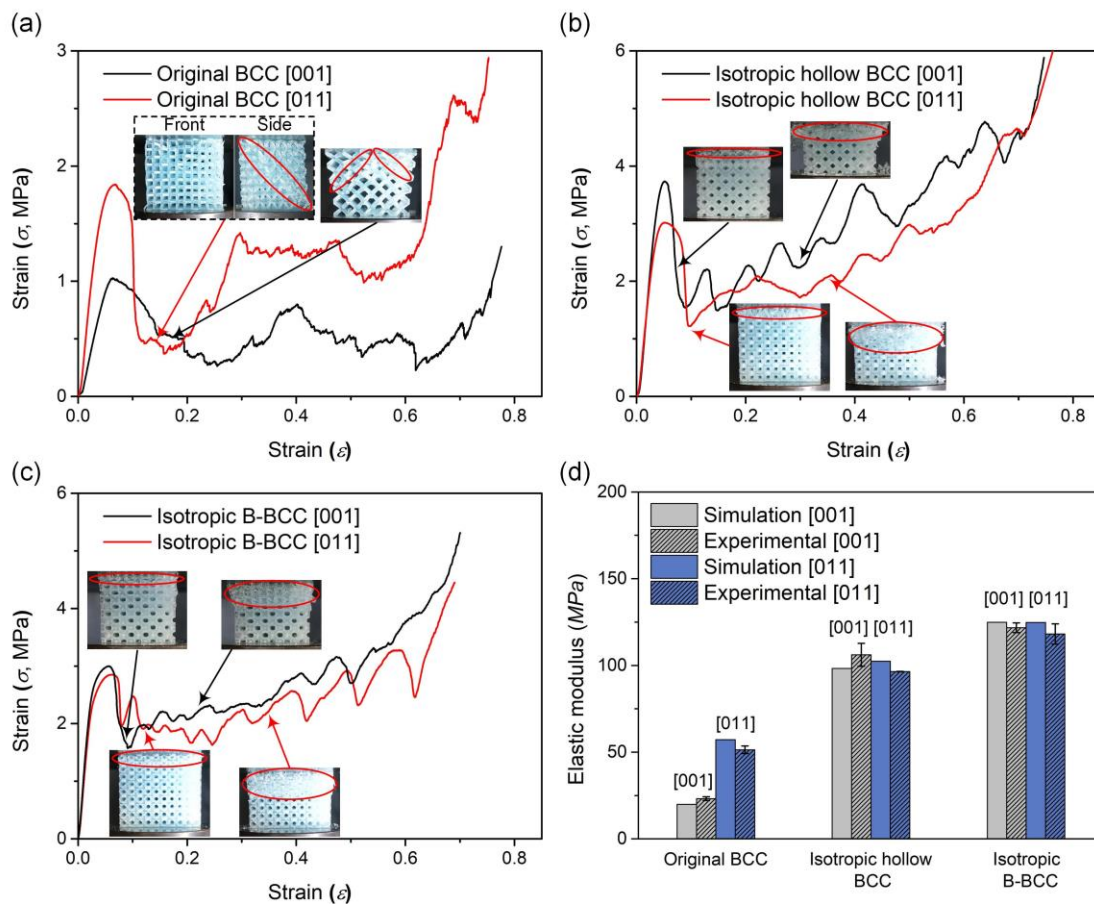 (a)
3
2
1
0
Strain (σ, MPa)
Original BCC [001]
Original BCC [011]
Front
Side
0.0
0.2
0.4
0.6
0.8
Strain (ε)
(b)
6
4
2
0
Strain (σ, MPa)
Isotropic hollow BCC [001]
Isotropic hollow BCC [011]
0.0
0.2
0.4
0.6
0.8
Strain (ε)
(c)
6
4
2
0
Strain (σ, MPa)
Isotropic B-BCC [001]
Isotropic B-BCC [011]
0.0
0.2
0.4
0.6
0.8
Strain (ε)
(d)
200
150
100
50
0
Elastic modulus (MPa)
Simulation [001]
Experimental [001]
Simulation [011]
Experimental [011]
[001]
[011]
[001] [011]
[001] [011]
Original BCC
Isotropic hollow
BCC
Isotropic
B-BCC